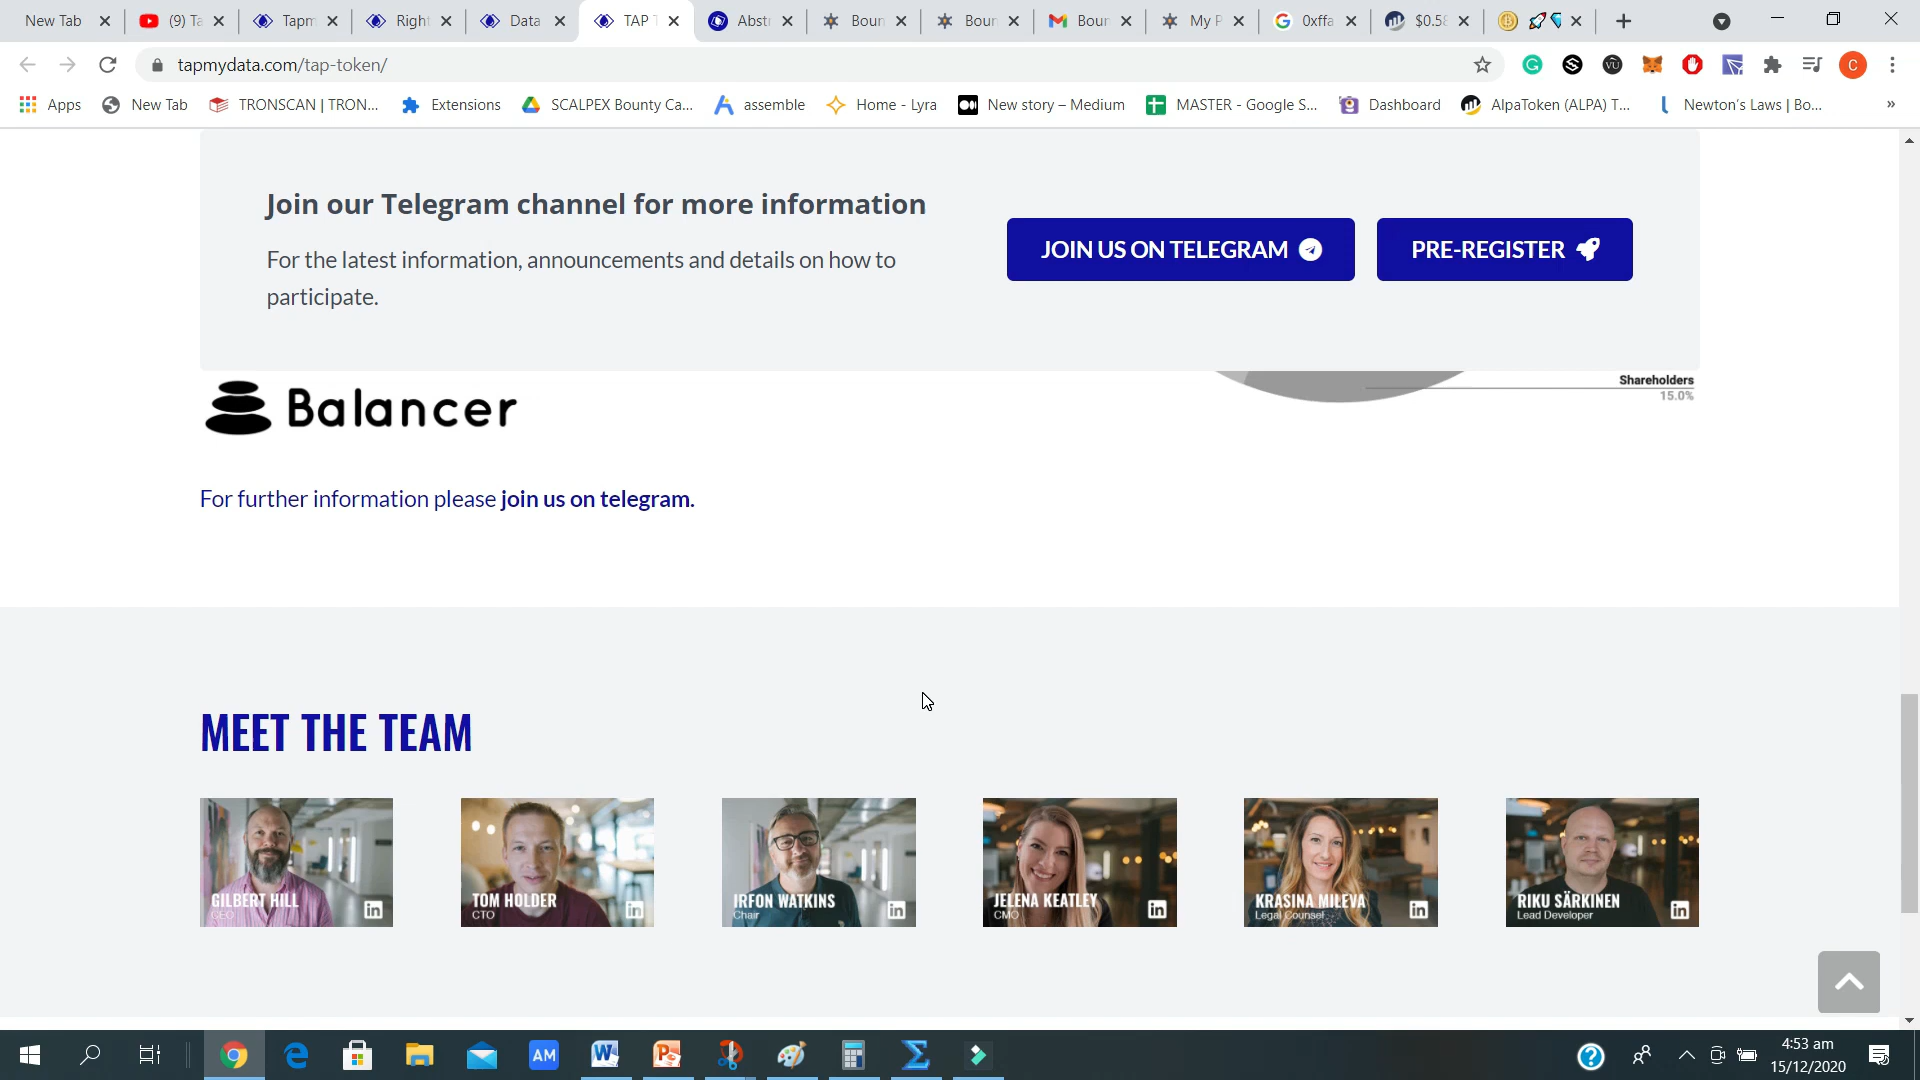 New Tab
(9) Ta
Tapm
Right
Data
TAP T
Abstr
Boun
Boun
Boun
My P
0xffa
$0.58
tapmydata.com/tap-token/
C
Apps
New Tab
TRONSCAN | TRON...
Extensions
SCALPEX Bounty Ca...
assemble
Home - Lyra
New story – Medium
MASTER - Google S...
Dashboard
AlpaToken (ALPA) T...
Newton's Laws | Bo...
»
Join our Telegram channel for more information
For the latest information, announcements and details on how to
participate.
JOIN US ON TELEGRAM
PRE-REGISTER
Shareholders
15.0%
Balancer
For further information please join us on telegram.
MEET THE TEAM
GILBERT HILL
CEO
TOM HOLDER
CTO
IRFON WATKINS
Chair
JELENA KEATLEY
CMO
KRASINA MILEVA
Legal Counsel
RIKU SÄRKINEN
Lead Developer
AM
4:53 am
15/12/2020